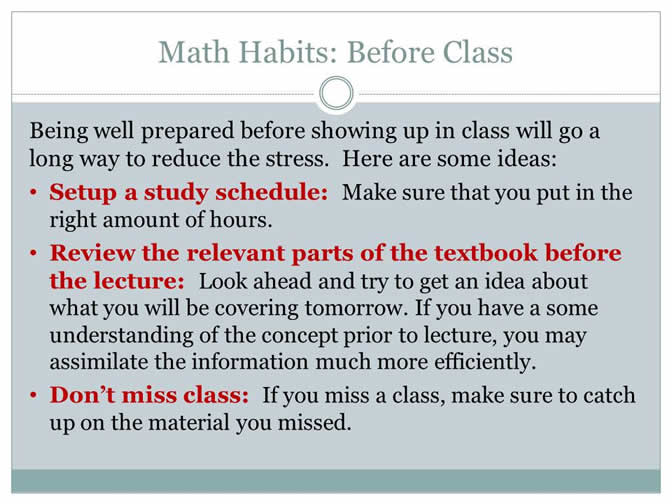 Math Habits: Before Class
Being well prepared before showing up in class will go a
long way to reduce the stress.  Here are some ideas:
• Setup a study schedule:  Make sure that you put in the
right amount of hours.
• Review the relevant parts of the textbook before
the lecture:  Look ahead and try to get an idea about
what you will be covering tomorrow. If you have a some
understanding of the concept prior to lecture, you may
assimilate the information much more efficiently.
• Don’t miss class:  If you miss a class, make sure to catch
up on the material you missed.